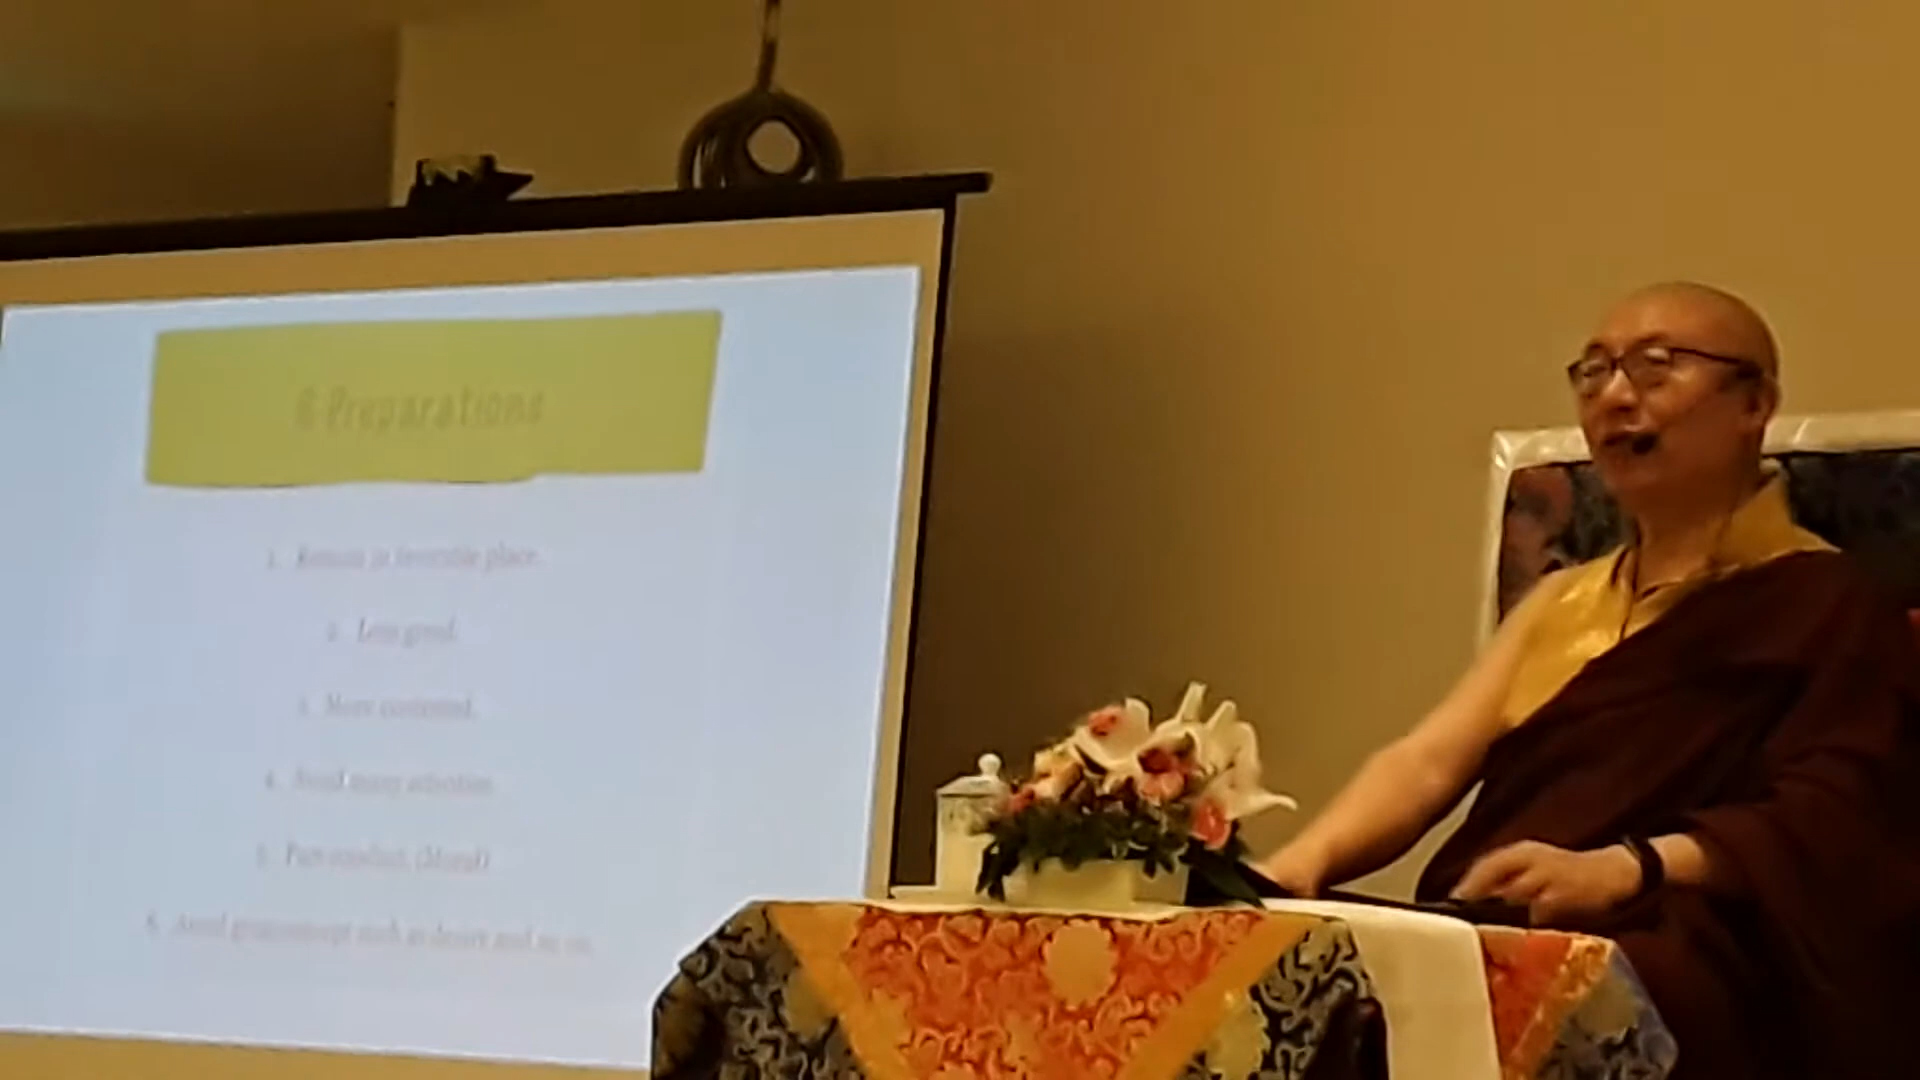 6 Preparations
1. Remain in favorable place.
2. Less greed.
3. More contented.
4. Avoid many activities.
5. Pure conduct. (Moral)
6. Avoid such as desire and so on.